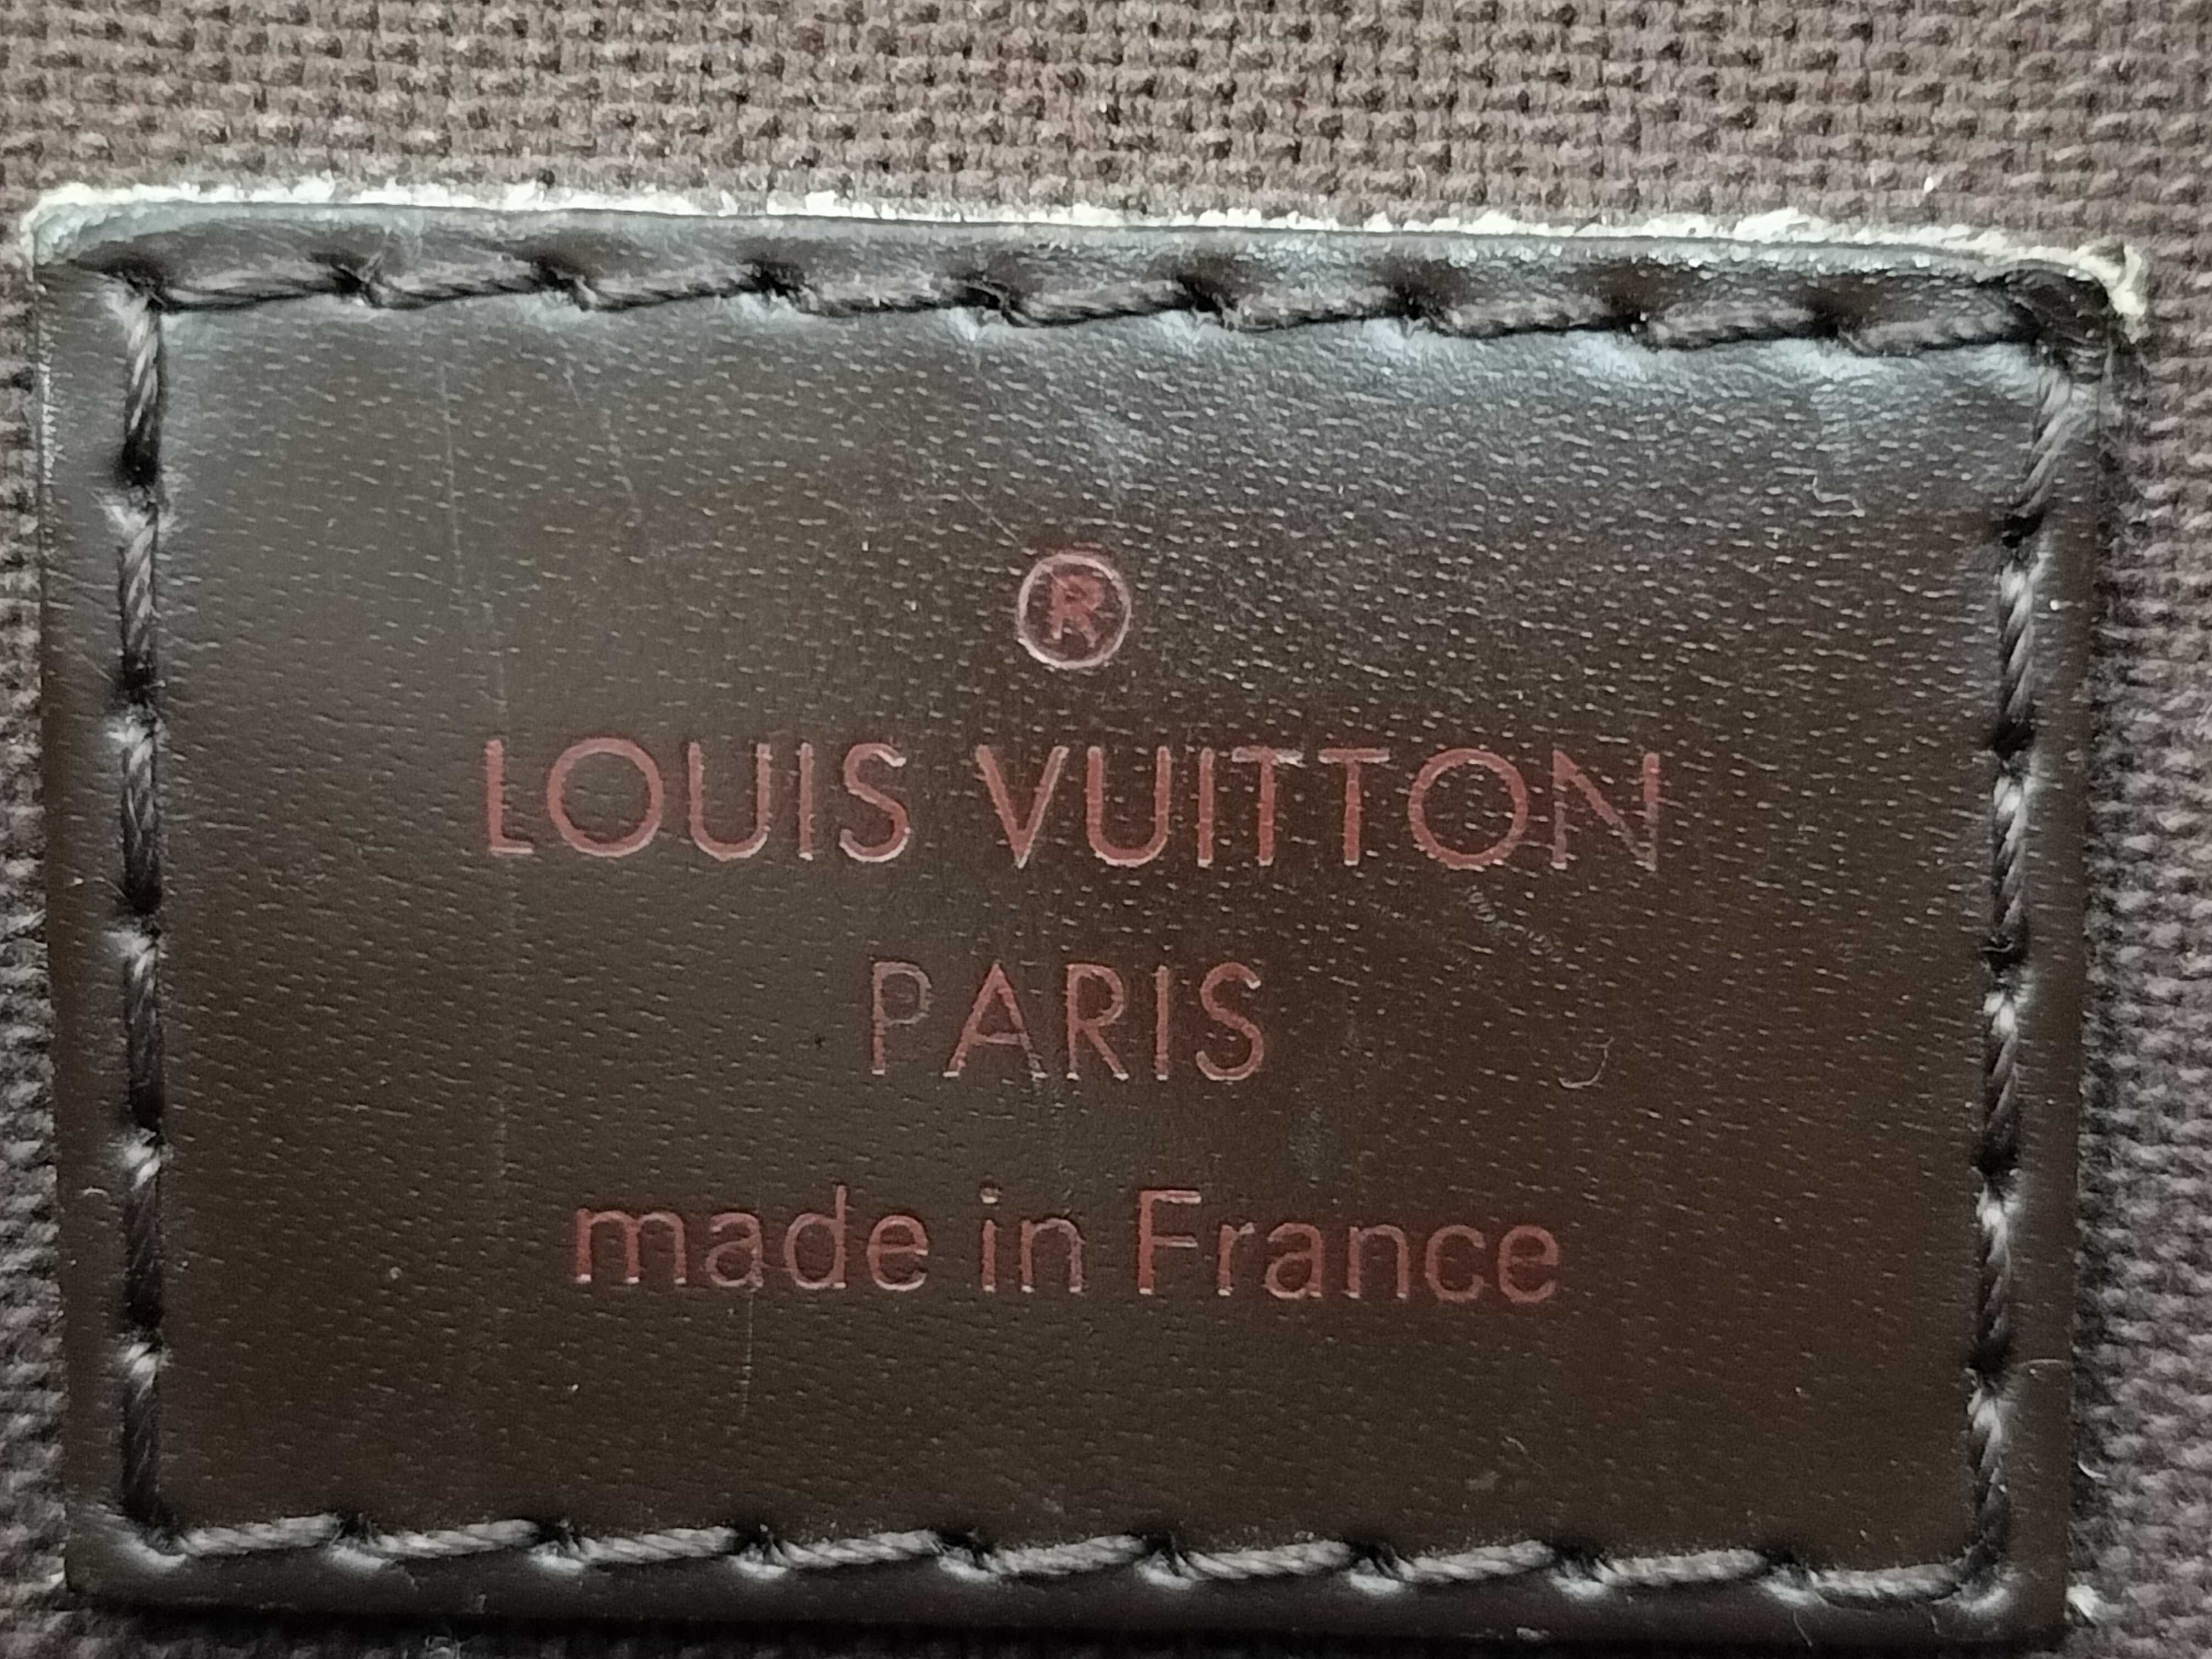 ®
LOUIS VUITTON
PARIS
made in France